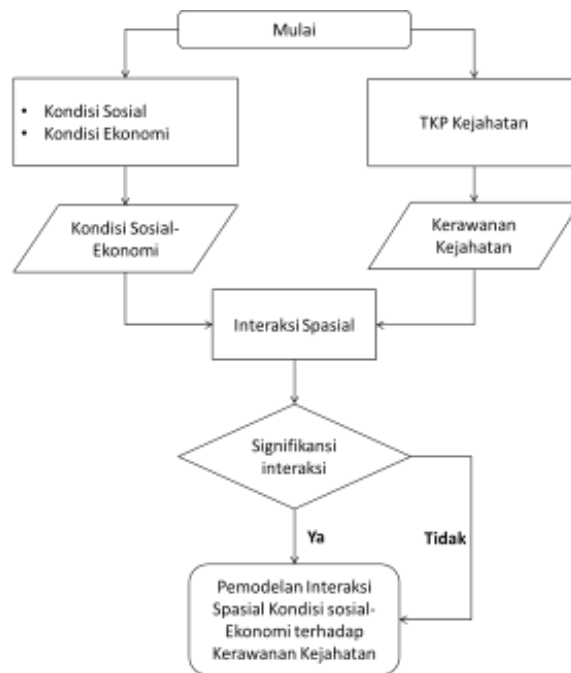 Mulai
• Kondisi Sosial
• Kondisi Ekonomi
TKP Kejahatan
Kondisi Sosial-
Ekonomi
Kerawanan
Kejahatan
Interaksi Spasial
Signifikansi
interaksi
Ya
Tidak
Pemodelan Interaksi
Spasial Kondisi sosial-
Ekonomi terhadap
Kerawanan Kejahatan